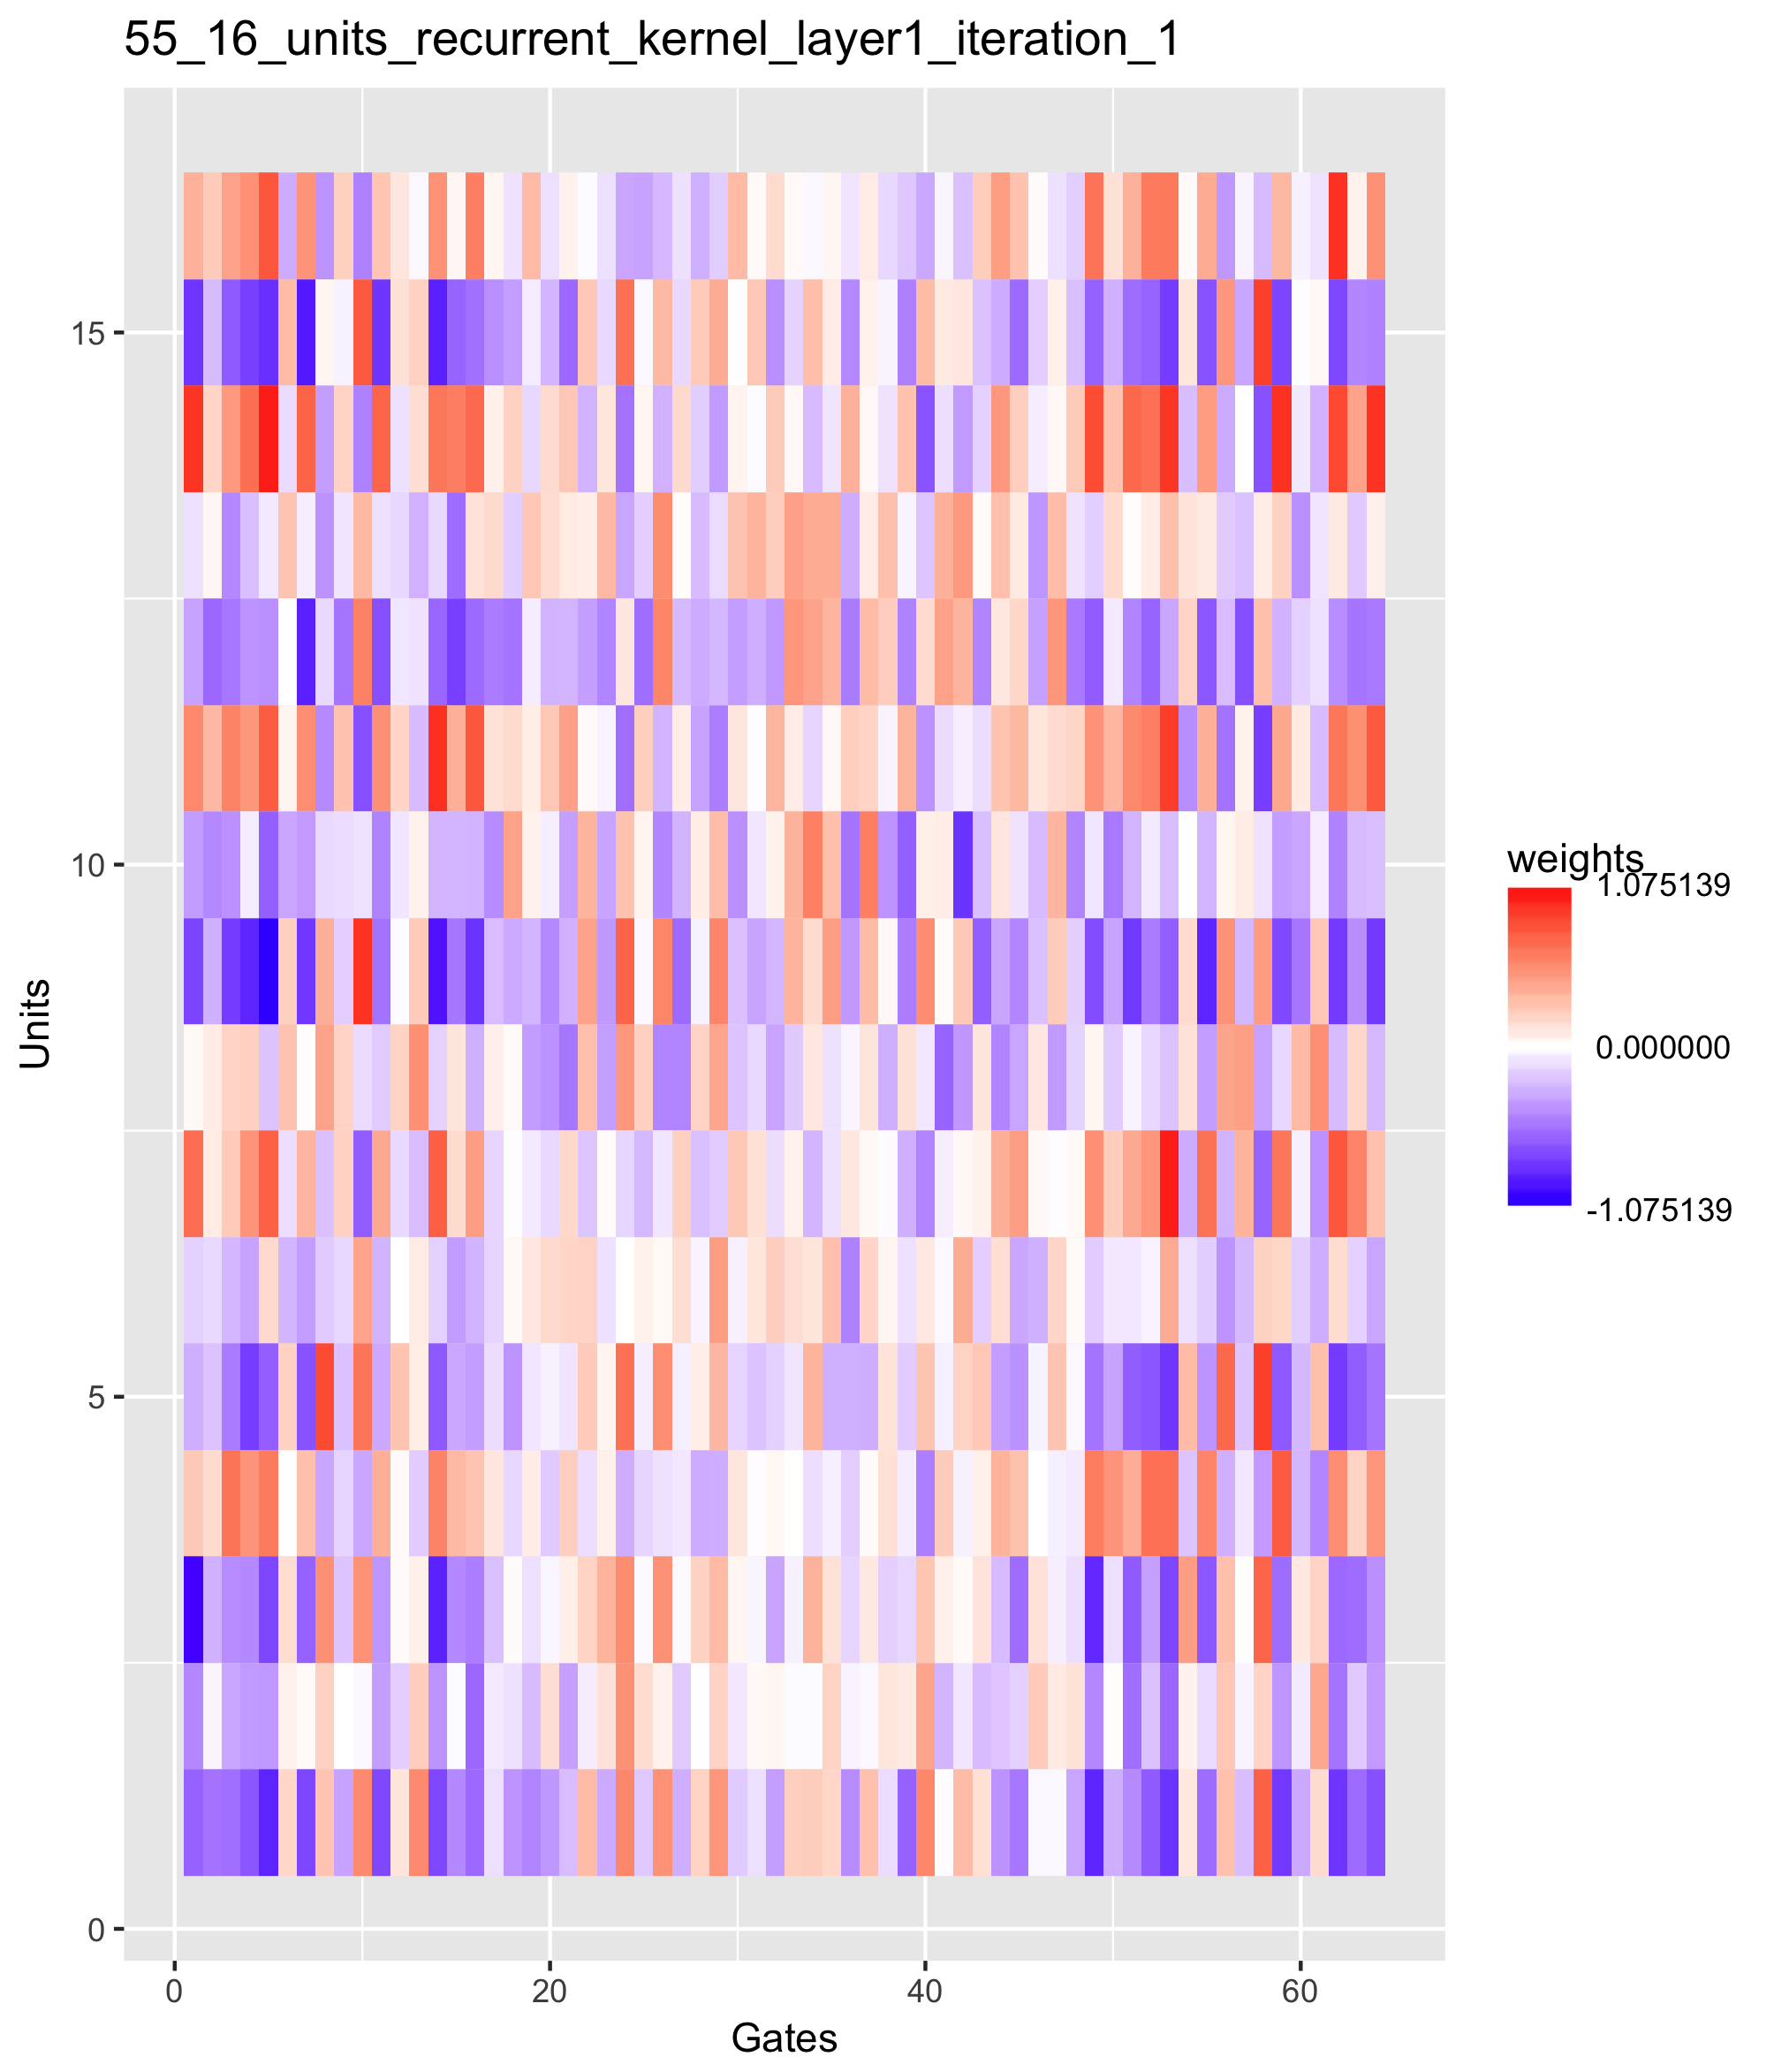 55_16_units_recurrent_kernel_layer1_iteration_1
15
10
5
0
Units
0
20
40
60
Gates
weights
1.075139
0.000000
-1.075139